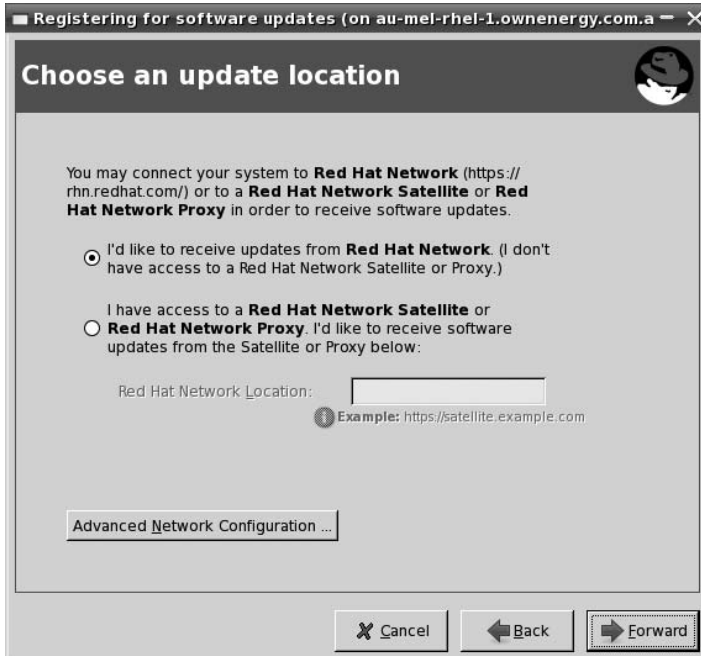 Registering for software updates (on au-mel-rhel-1.ownenergy.com.a
Choose an update location
You may connect your system to Red Hat Network (https://
rhn.redhat.com/) or to a Red Hat Network Satellite or Red
Hat Network Proxy in order to receive software updates.
I'd like to receive updates from Red Hat Network. (I don't
have access to a Red Hat Network Satellite or Proxy.)
I have access to a Red Hat Network Satellite or
Red Hat Network Proxy. I'd like to receive software
updates from the Satellite or Proxy below:
Red Hat Network Location:
Example: https://satellite.example.com
Advanced Network Configuration ...
Cancel Back Forward